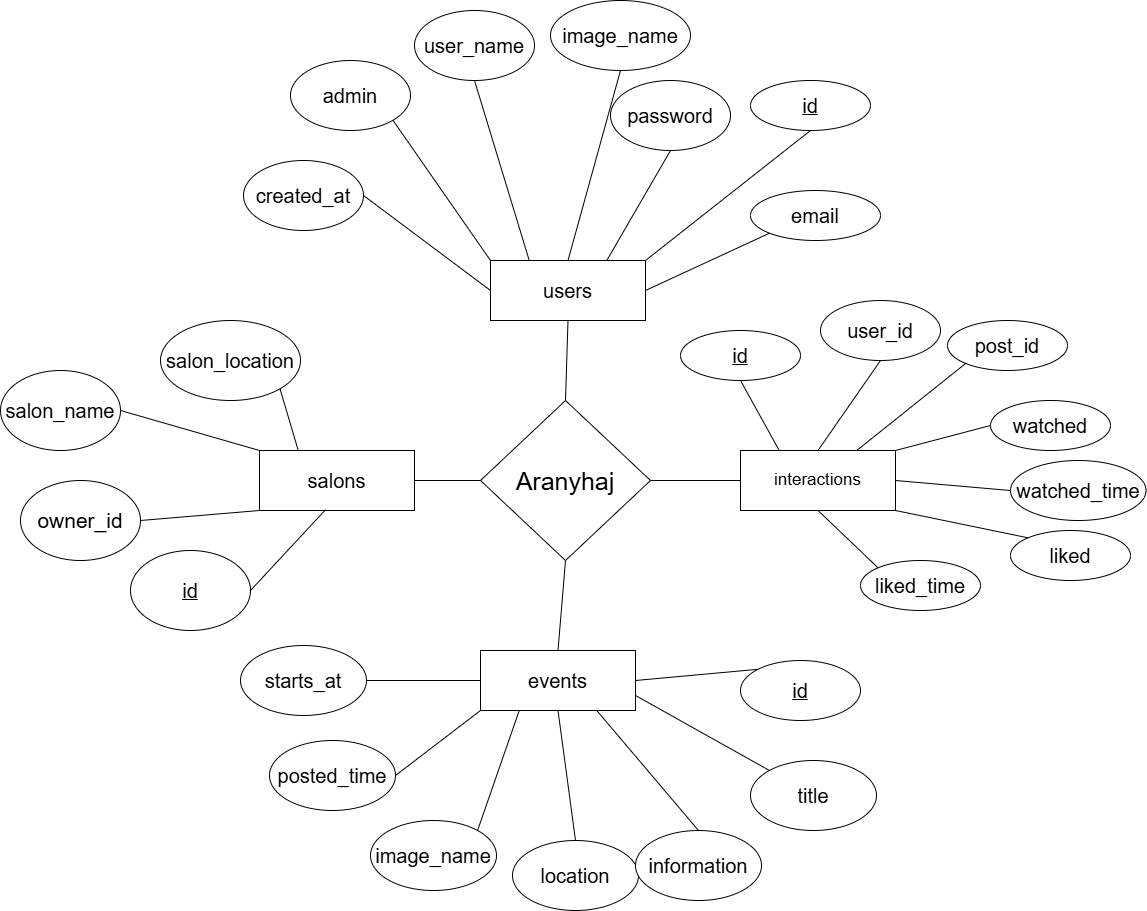 image_name
user_name
admin
password
id
created_at
email
users
id
user_id
post_id
salon_location
salon_name
watched
salons
Aranyhaj
interactions
watched_time
owner_id
liked
id
liked_time
starts_at
events
id
posted_time
title
image_name
location
information